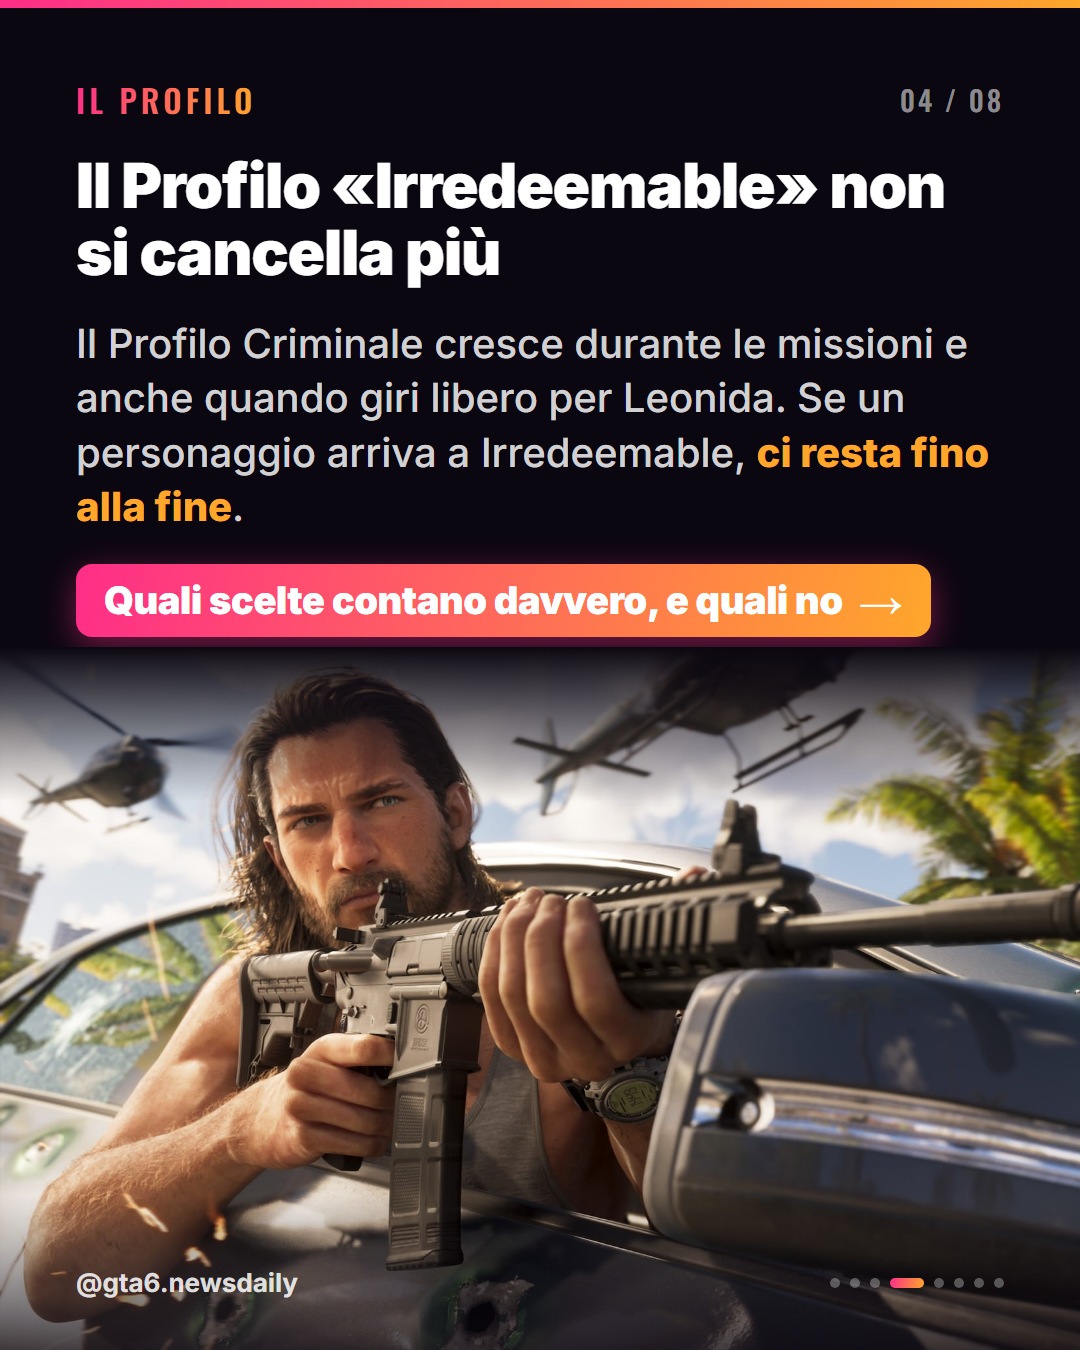 IL PROFILO
04 / 08
Il Profilo «Irredeemable» non
si cancella più
Il Profilo Criminale cresce durante le missioni e
anche quando giri libero per Leonida. Se un
personaggio arriva a Irredeemable, ci resta fino
alla fine.
Quali scelte contano davvero, e quali no →
@gta6.newsdaily